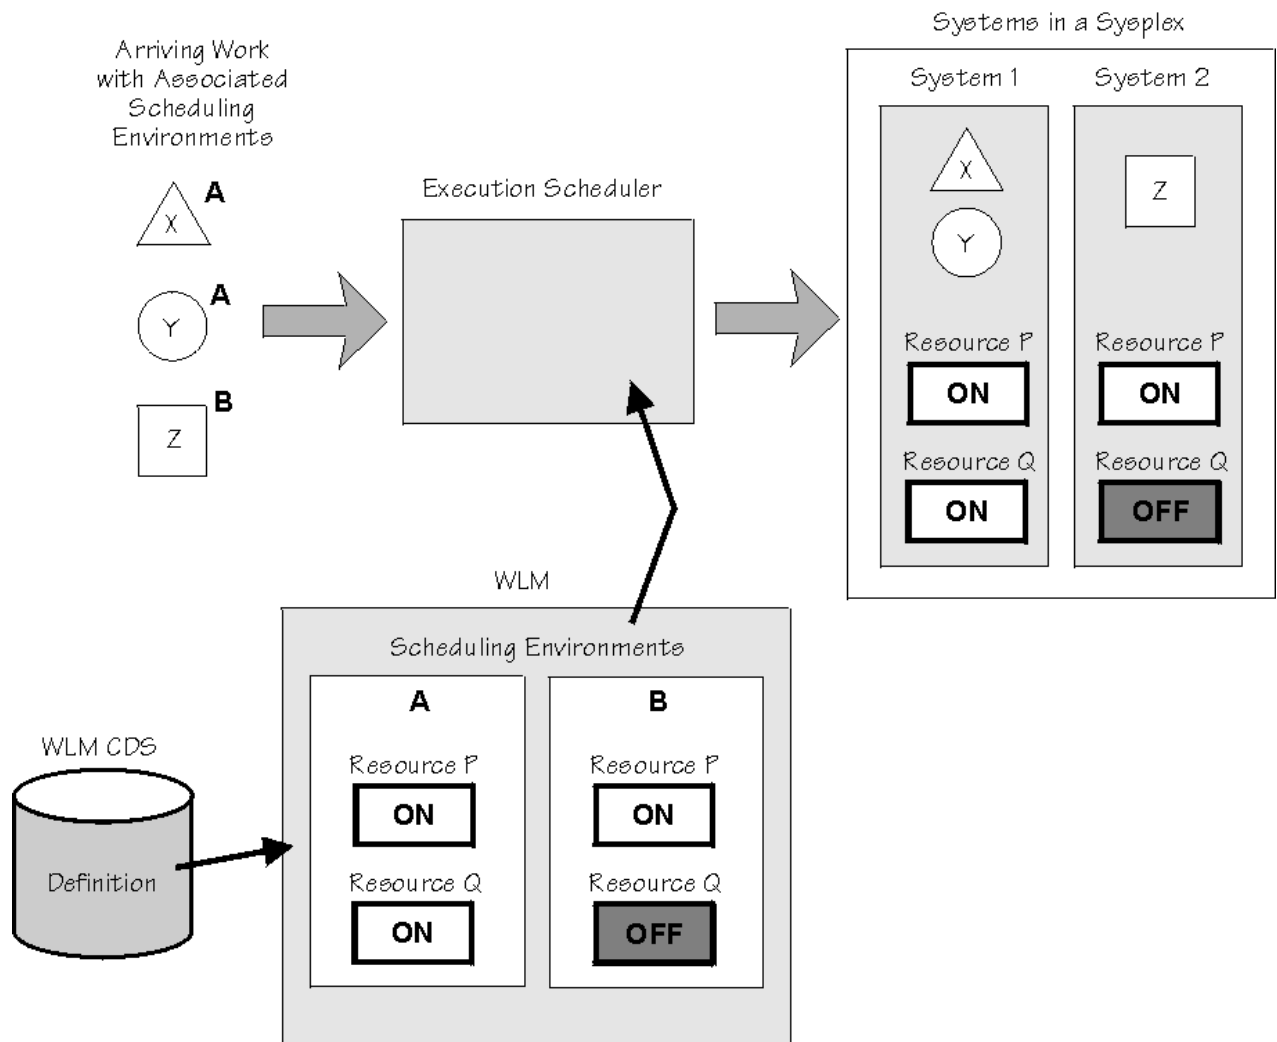 Arriving Work
with Associated
Scheduling
Environments
X
A
Y
A
Z
B
Execution Scheduler
Systems in a Sysplex
System 1
System 2
X
Y
Z
Resource P
Resource P
ON
ON
Resource Q
Resource Q
ON
OFF
WLM
Scheduling Environments
A
B
Resource P
Resource P
ON
ON
Resource Q
Resource Q
ON
OFF
WLM CDS
Definition